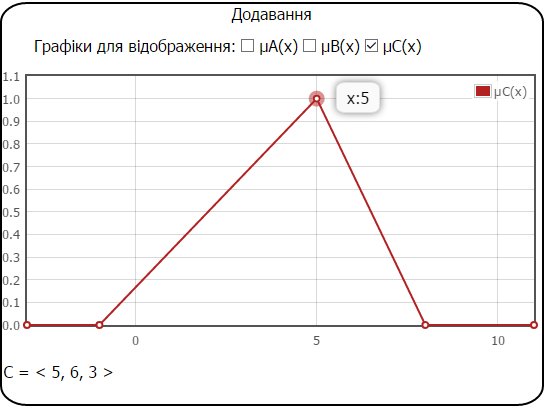 Додавання
Графіки для відображення: μA(x) μB(x) μC(x)
1.1
1.0
0.9
0.8
0.7
0.6
0.5
0.4
0.3
0.2
0.1
0.0
x:5
μC(x)
0 5 10
C = < 5, 6, 3 >